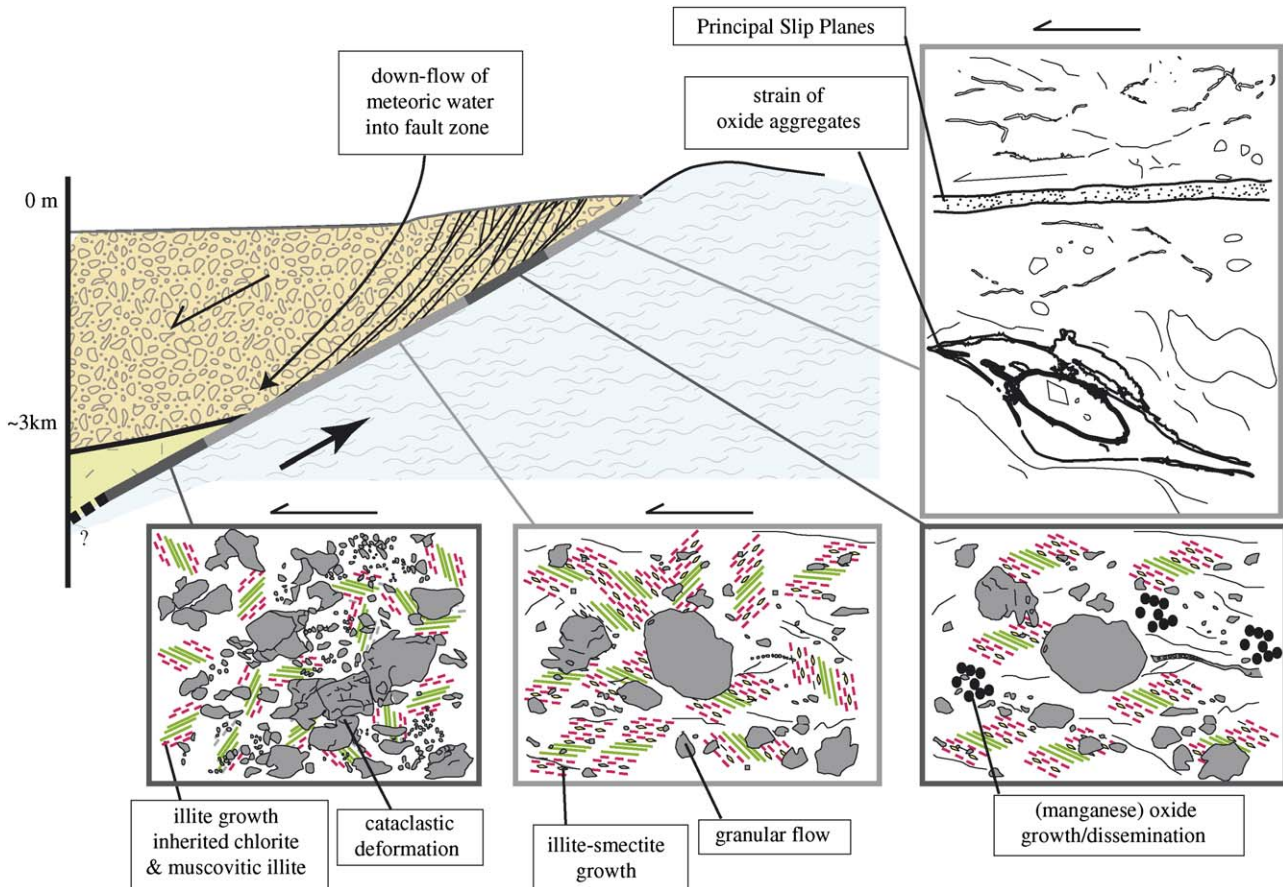 Principal Slip Planes
down-flow of
meteoric water
into fault zone
strain of
oxide aggregates
0 m
~3km
?
illite growth
inherited chlorite
& muscovitic illite
cataclastic
deformation
illite-smectite
growth
granular flow
(manganese) oxide
growth/dissemination